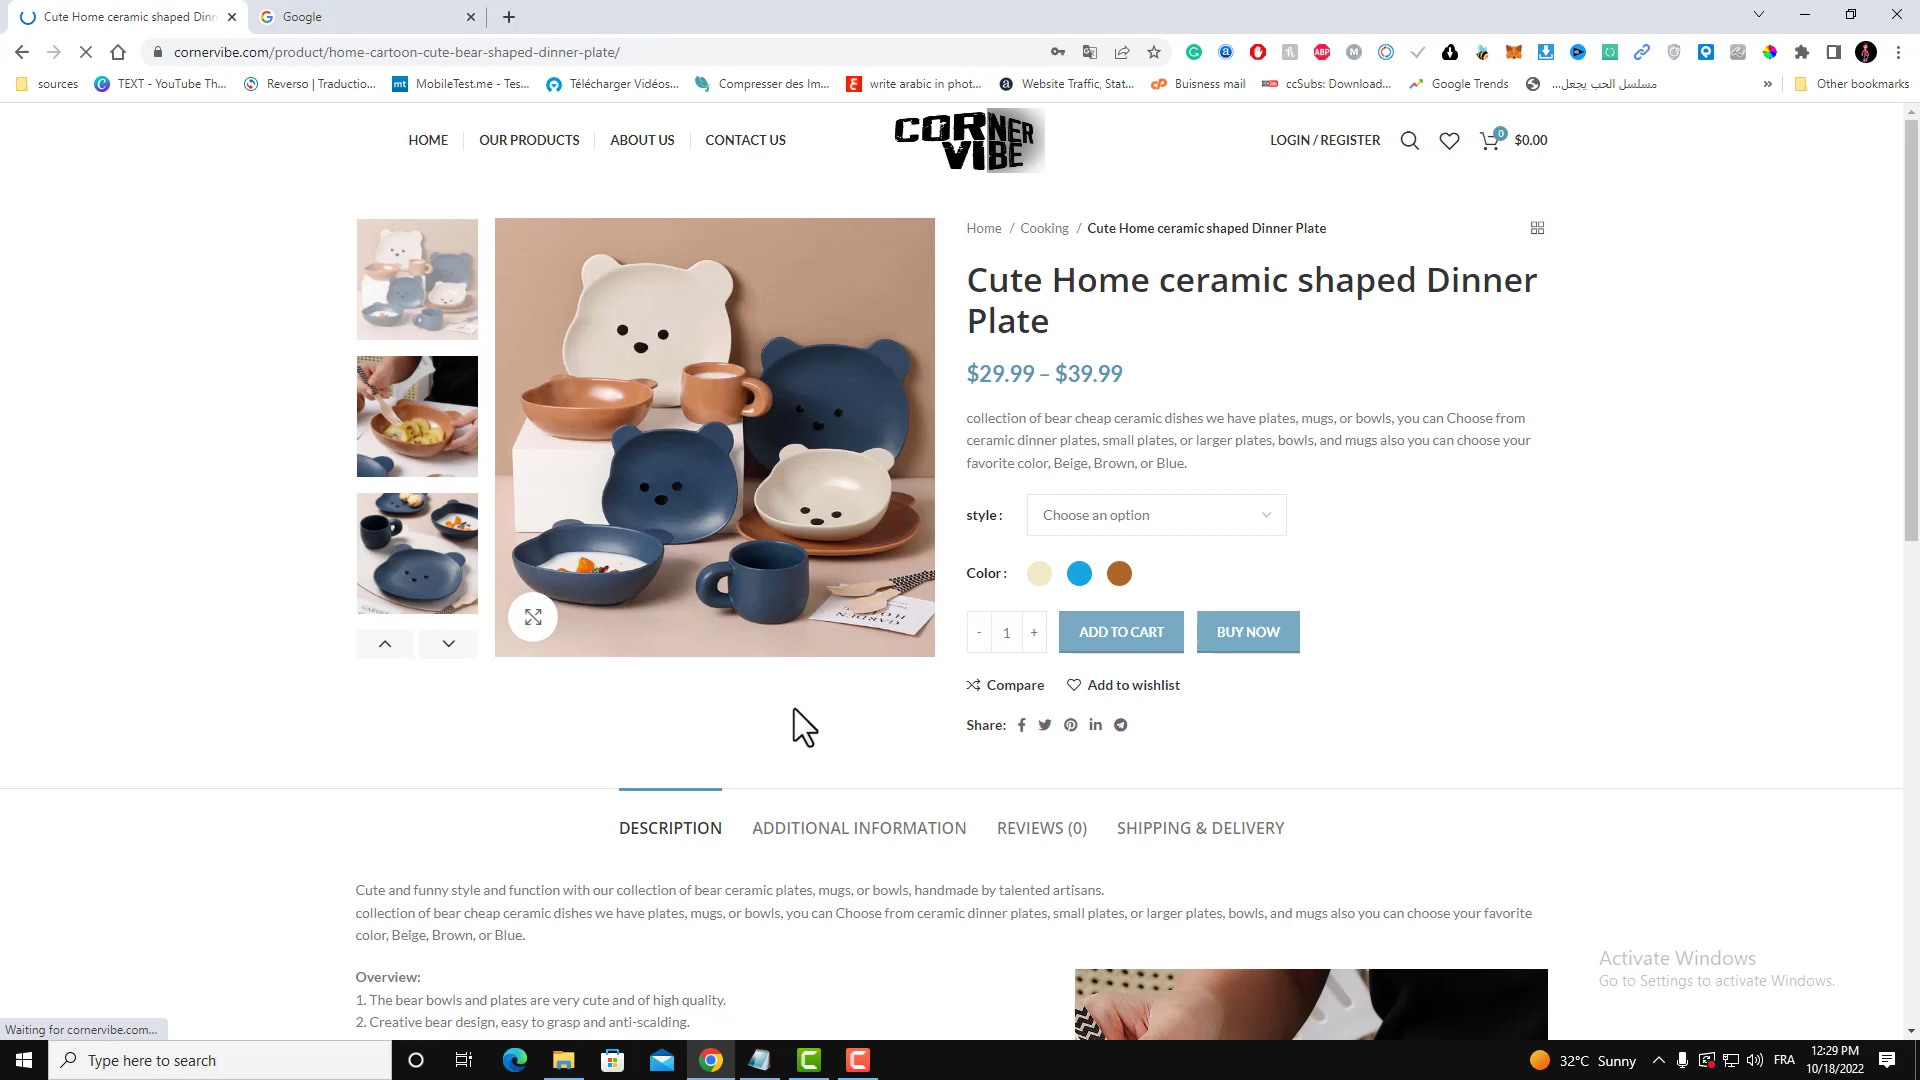 Cute Home ceramic shaped Dinn
Google
cornervibe.com/product/home-cartoon-cute-bear-shaped-dinner-plate/
sources
TEXT - YouTube Th...
Reverso | Traductio...
MobileTest.me - Tes...
Télécharger Vidéos...
Compresser des Im...
write arabic in phot...
Website Traffic, Stat...
Buisness mail
ccSubs: Download...
Google Trends
مسلسل الحب يجعل...
»
Other bookmarks
HOME
OUR PRODUCTS
ABOUT US
CONTACT US
CORNER
VIBE
LOGIN / REGISTER
0
$0.00
Home / Cooking / Cute Home ceramic shaped Dinner Plate
Cute Home ceramic shaped Dinner
Plate
$29.99 – $39.99
collection of bear cheap ceramic dishes we have plates, mugs, or bowls, you can Choose from
ceramic dinner plates, small plates, or larger plates, bowls, and mugs also you can choose your
favorite color, Beige, Brown, or Blue.
style :
Choose an option
Color :
- 1 +
ADD TO CART
BUY NOW
Compare
Add to wishlist
Share:
DESCRIPTION
ADDITIONAL INFORMATION
REVIEWS (0)
SHIPPING & DELIVERY
Cute and funny style and function with our collection of bear ceramic plates, mugs, or bowls, handmade by talented artisans.
collection of bear cheap ceramic dishes we have plates, mugs, or bowls, you can Choose from ceramic dinner plates, small plates, or larger plates, bowls, and mugs also you can choose your favorite
color, Beige, Brown, or Blue.
Overview:
1. The bear bowls and plates are very cute and of high quality.
2. Creative bear design, easy to grasp and anti-scalding.
Activate Windows
Go to Settings to activate Windows.
Waiting for cornervibe.com...
Type here to search
32°C Sunny
FRA
12:29 PM
10/18/2022